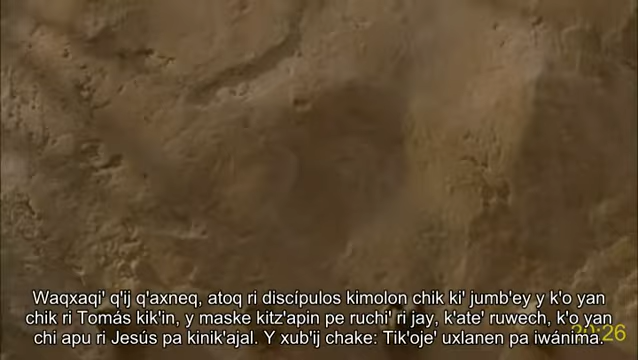 Waqxaqi' q'ij q'axneq, atoq ri discípulos kimolon chik ki' jumb'ey y k'o yan
chik ri Tomás kik'in, y maske kitz'apin pe ruchi' ri jay, k'ate' ruwech, k'o yan
chi apu ri Jesús pa kinik'ajal. Y xub'ij chake: Tik'oje' uxlanen pa iwánima.
20:26